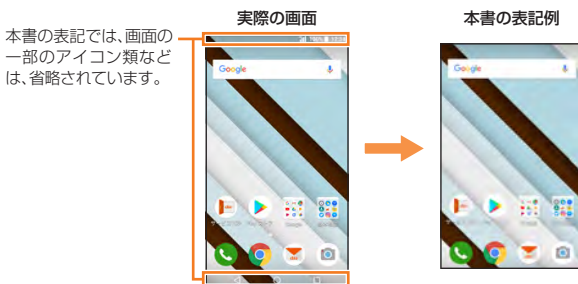 実際の画面
本書の表記例
本書の表記では、画面の
一部のアイコン類など
は、省略されています。
Google
Google